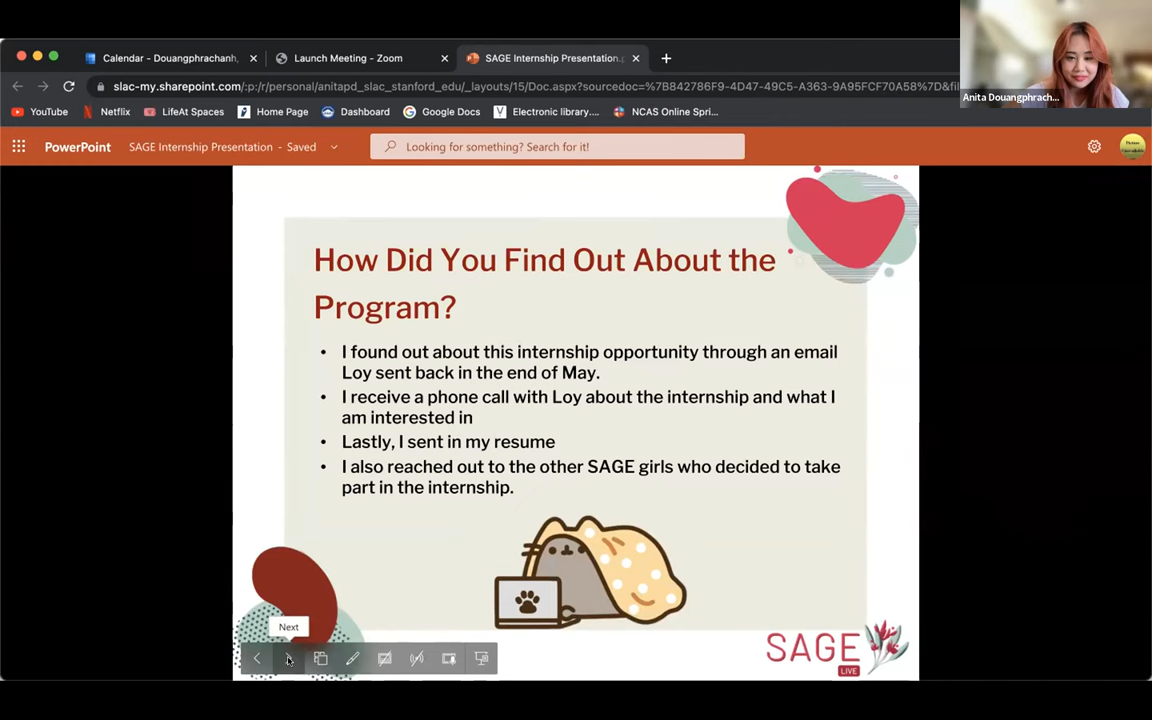 Calendar - Douangphrachanh,
Launch Meeting - Zoom
SAGE Internship Presentation.p
slac-my.sharepoint.com/:p:/r/personal/anitapd_slac_stanford_edu/_layouts/15/Doc.aspx?sourcedoc=%7B842786F9-4D47-49C5-A363-9A95FCF70A58%7D&fil
Anita Douangphrach...
YouTube
Netflix
LifeAt Spaces
Home Page
Dashboard
Google Docs
Electronic library....
NCAS Online Spri...
PowerPoint
SAGE Internship Presentation - Saved
Looking for something? Search for it!
How Did You Find Out About the
Program?
• I found out about this internship opportunity through an email
Loy sent back in the end of May.
• I receive a phone call with Loy about the internship and what I
am interested in
• Lastly, I sent in my resume
• I also reached out to the other SAGE girls who decided to take
part in the internship.
Next
SAGE
LIVE